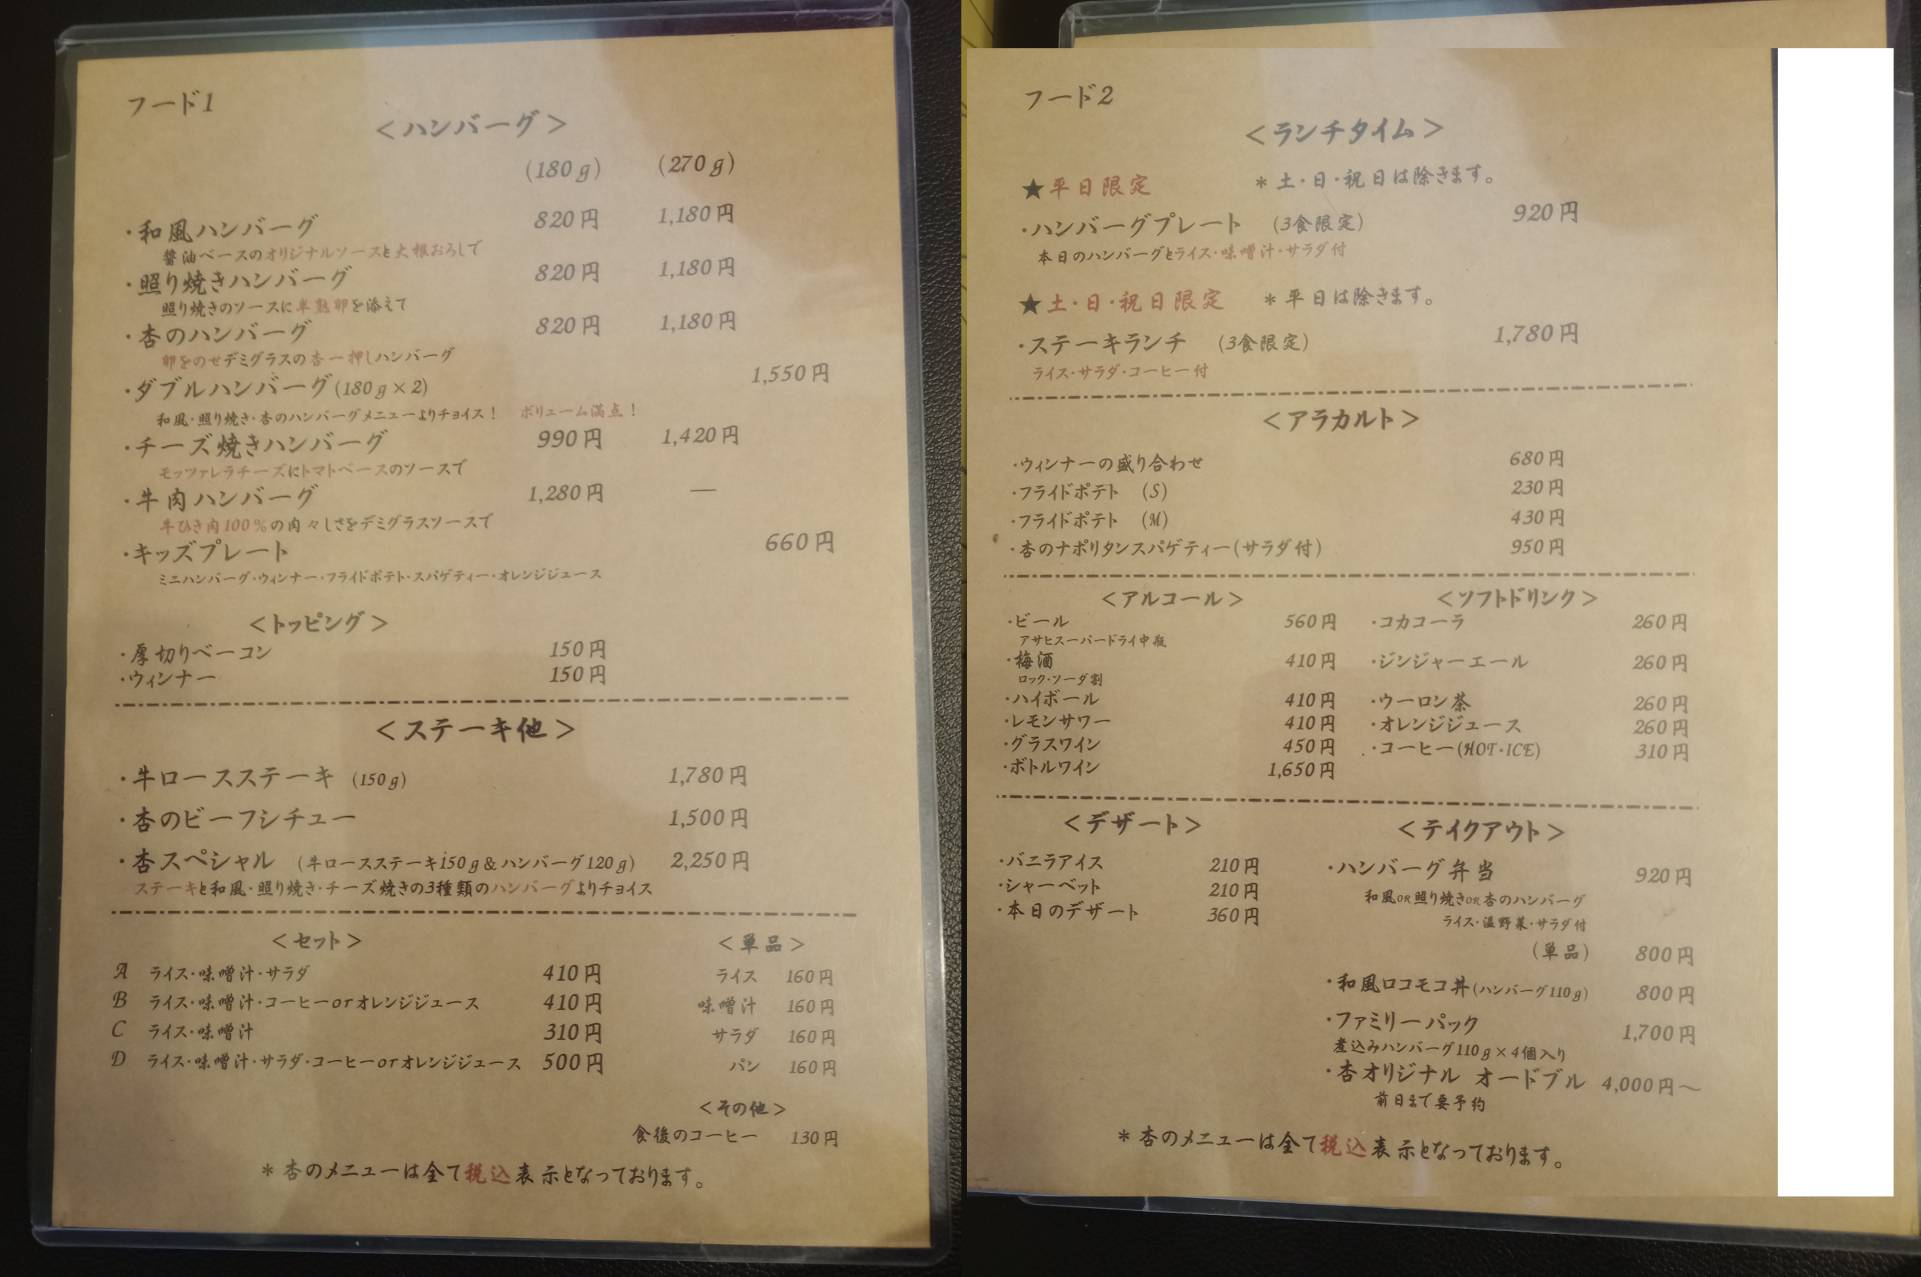 フード1
＜ハンバーグ＞
(180g) (270g)
・和風ハンバーグ 820円 1,180円
醤油ベースのオリジナルソースと大根おろしで
・照り焼きハンバーグ 820円 1,180円
照り焼きのソースに半熟卵を添えて
・杏のハンバーグ 820円 1,180円
卵をのせデミグラスの杏一押しハンバーグ
・ダブルハンバーグ(180g×2) 1,550円
和風・照り焼き・杏のハンバーグメニューよりチョイス！ ボリューム満点！
・チーズ焼きハンバーグ 990円 1,420円
モッツァレラチーズにトマトベースのソースで
・牛肉ハンバーグ 1,280円 ―
牛ひき肉100％の肉々しさをデミグラスソースで
・キッズプレート 660円
ミニハンバーグ・ウィンナー・フライドポテト・スパゲティー・オレンジジュース
＜トッピング＞
・厚切りベーコン 150円
・ウィンナー 150円
＜ステーキ他＞
・牛ロースステーキ (150g) 1,780円
・杏のビーフシチュー 1,500円
・杏スペシャル (牛ロースステーキ150g＆ハンバーグ120g) 2,250円
ステーキと和風・照り焼き・チーズ焼きの3種類のハンバーグよりチョイス
＜セット＞
A ライス・味噌汁・サラダ 410円
B ライス・味噌汁・コーヒーorオレンジジュース 410円
C ライス・味噌汁 310円
D ライス・味噌汁・サラダ・コーヒーorオレンジジュース 500円
＜単品＞
ライス 160円
味噌汁 160円
サラダ 160円
パン 160円
＜その他＞
食後のコーヒー 130円
＊杏のメニューは全て税込表示となっております。
フード2
＜ランチタイム＞
★平日限定 ＊土・日・祝日は除きます。
・ハンバーグプレート (3食限定) 920円
本日のハンバーグとライス・味噌汁・サラダ付
★土・日・祝日限定 ＊平日は除きます。
・ステーキランチ (3食限定) 1,780円
ライス・サラダ・コーヒー付
＜アラカルト＞
・ウィンナーの盛り合わせ 680円
・フライドポテト (S) 230円
・フライドポテト (M) 430円
・杏のナポリタンスパゲティー(サラダ付) 950円
＜アルコール＞
・ビール 560円
アサヒスーパードライ中瓶
・梅酒 410円
ロック・ソーダ割
・ハイボール 410円
・レモンサワー 410円
・グラスワイン 450円
・ボトルワイン 1,650円
＜ソフトドリンク＞
・コカコーラ 260円
・ジンジャーエール 260円
・ウーロン茶 260円
・オレンジジュース 260円
・コーヒー(HOT・ICE) 310円
＜デザート＞
・バニラアイス 210円
・シャーベット 210円
・本日のデザート 360円
＜テイクアウト＞
・ハンバーグ弁当 920円
和風OR照り焼きOR杏のハンバーグ
ライス・温野菜・サラダ付
(単品) 800円
・和風ロコモコ丼(ハンバーグ110g) 800円
・ファミリーパック 1,700円
煮込みハンバーグ110g×4個入り
・杏オリジナル オードブル 4,000円～
前日まで要予約
＊杏のメニューは全て税込表示となっております。